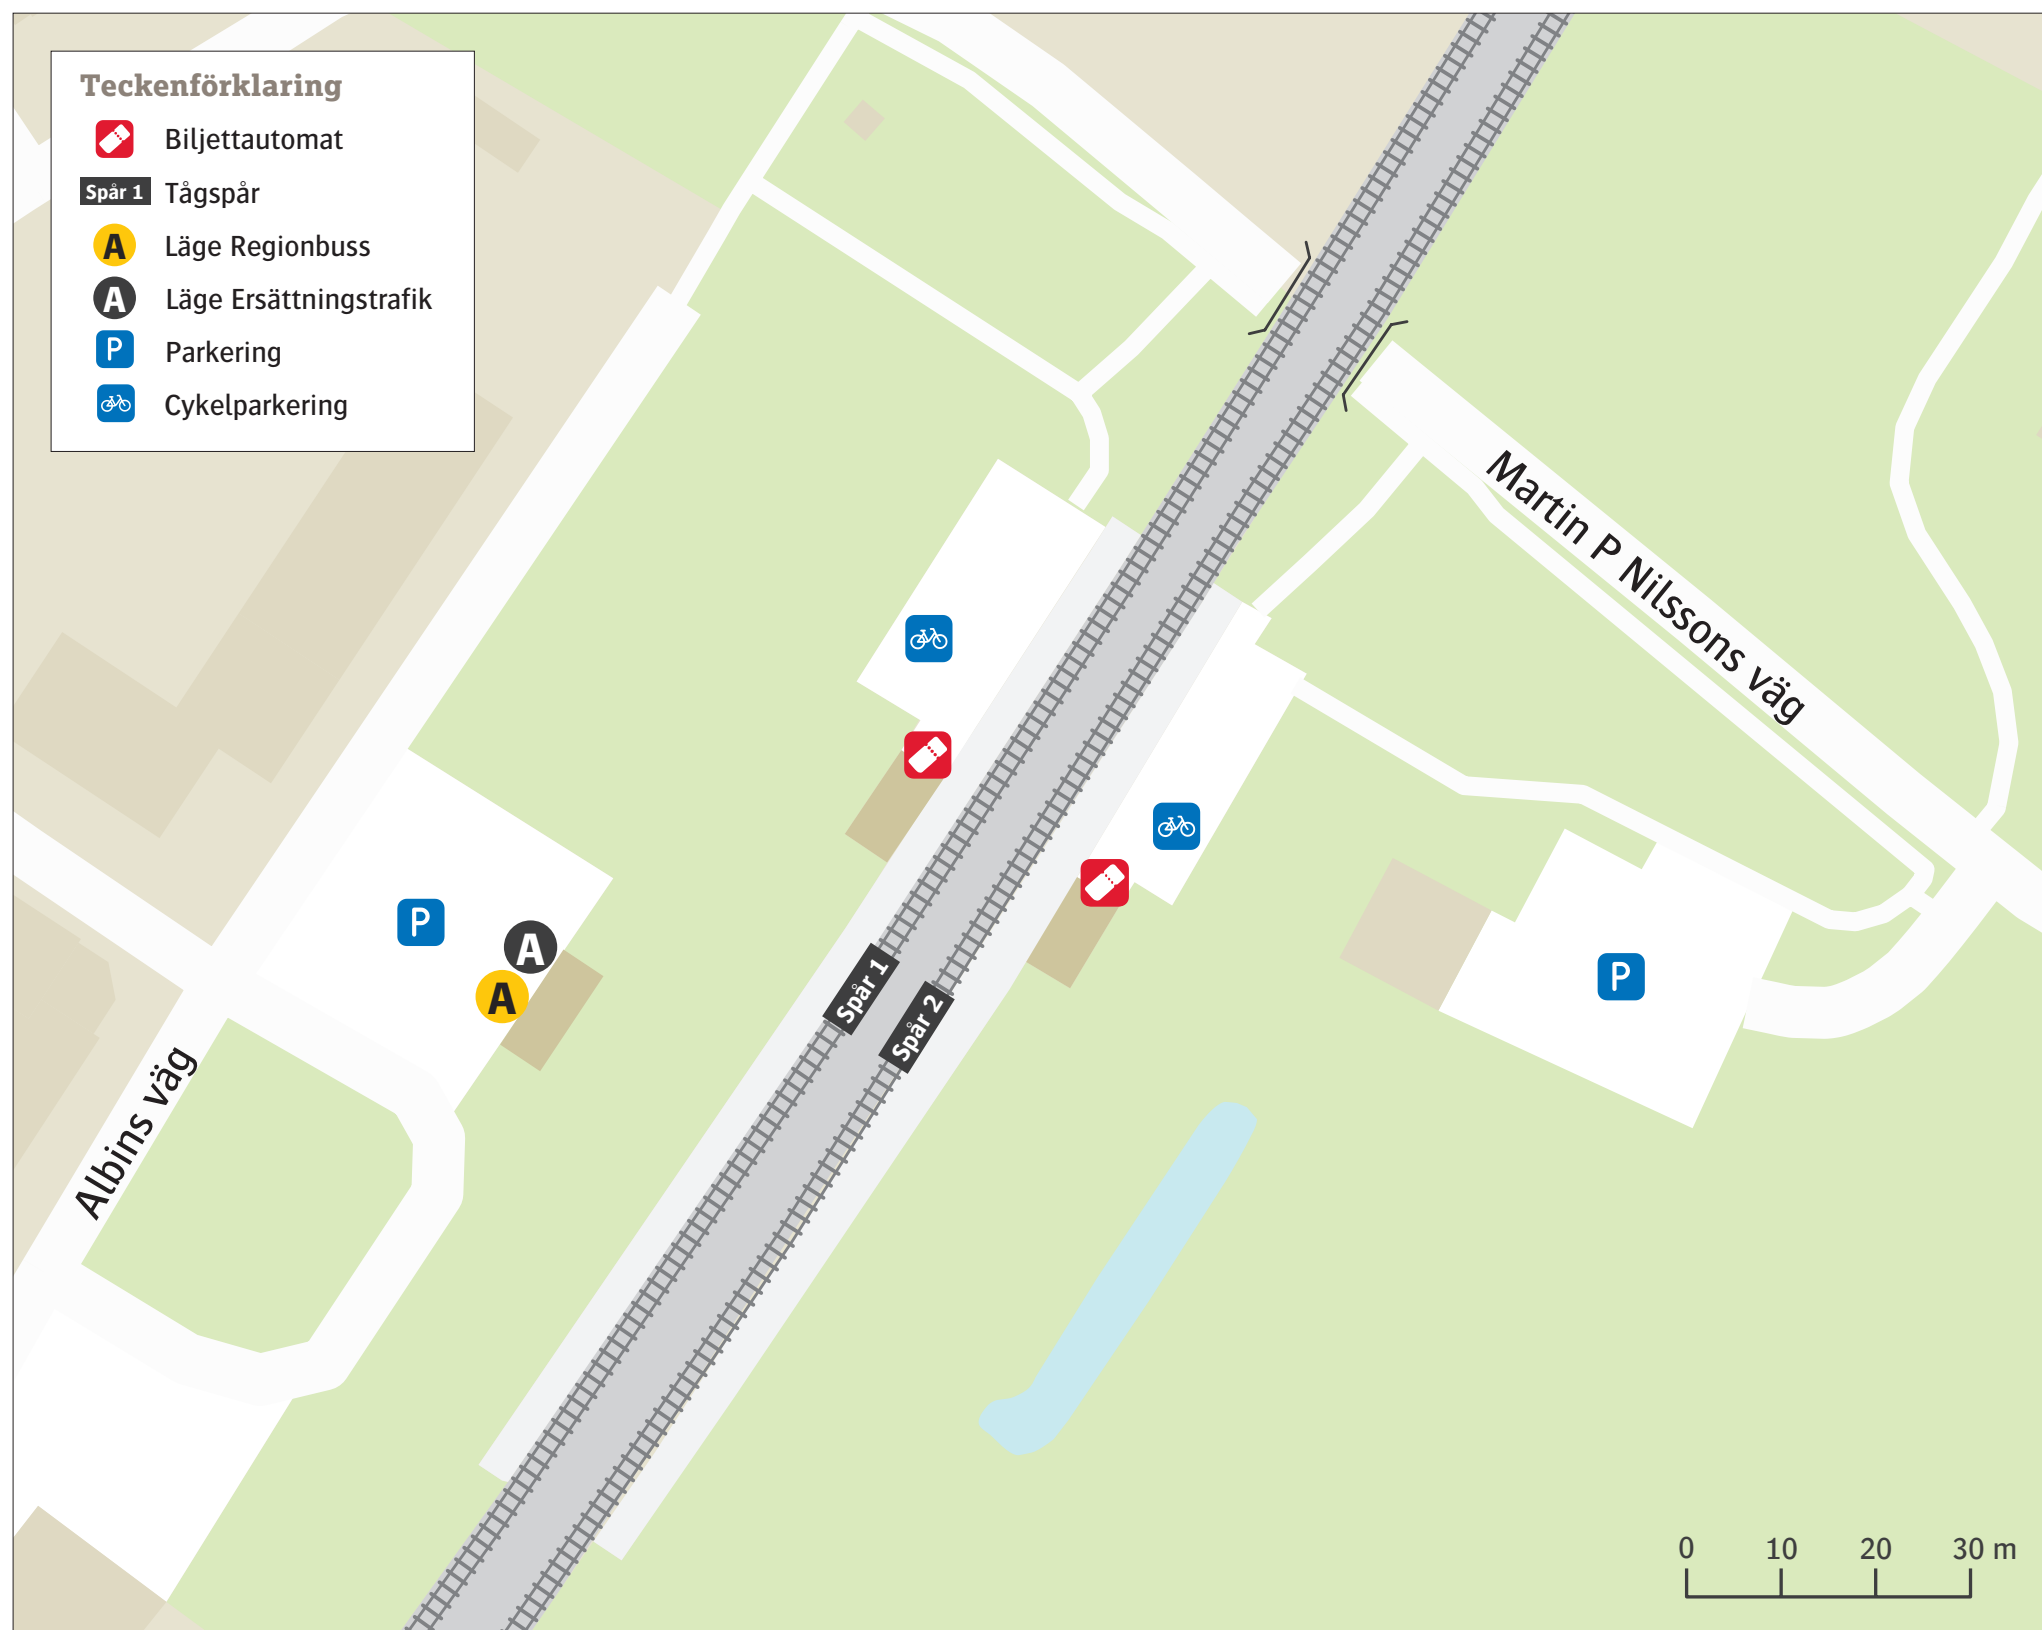 Teckenförklaring
Biljettautomat
Spår 1 Tågspår
A Läge Regionbuss
A Läge Ersättningstrafik
P Parkering
Cykelparkering
Martin P Nilssons väg
P
A
A
Spår 1
Spår 2
P
Albins väg
0 10 20 30 m